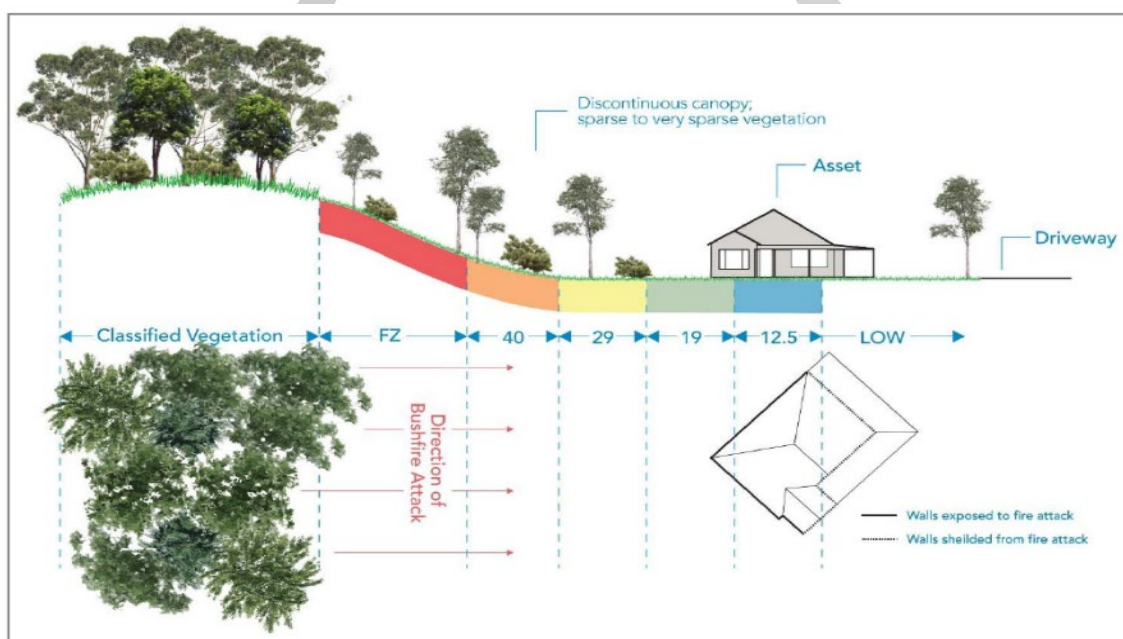 Discontinuous canopy;
sparse to very sparse vegetation
Asset
Driveway
Classified Vegetation
FZ
40
29
19
12.5
LOW
Direction of
Bushfire Attack
Walls exposed to fire attack
Walls sheilded from fire attack